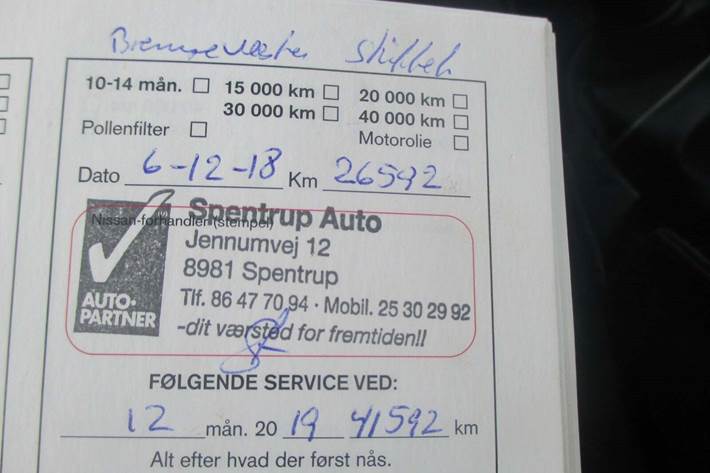 Bremsevæske skiftet
10-14 mån. 15 000 km 20 000 km
30 000 km 40 000 km
Pollenfilter Motorolie
Dato 6-12-18 Km 26592
Nissan-forhandler (stempel)
Spentrup Auto
Jennumvej 12
8981 Spentrup
AUTO-
PARTNER
Tlf. 86 47 70 94 · Mobil. 25 30 29 92
-dit værsted for fremtiden!!
FØLGENDE SERVICE VED:
12 mån. 20 19 41592 km
Alt efter hvad der først nås.